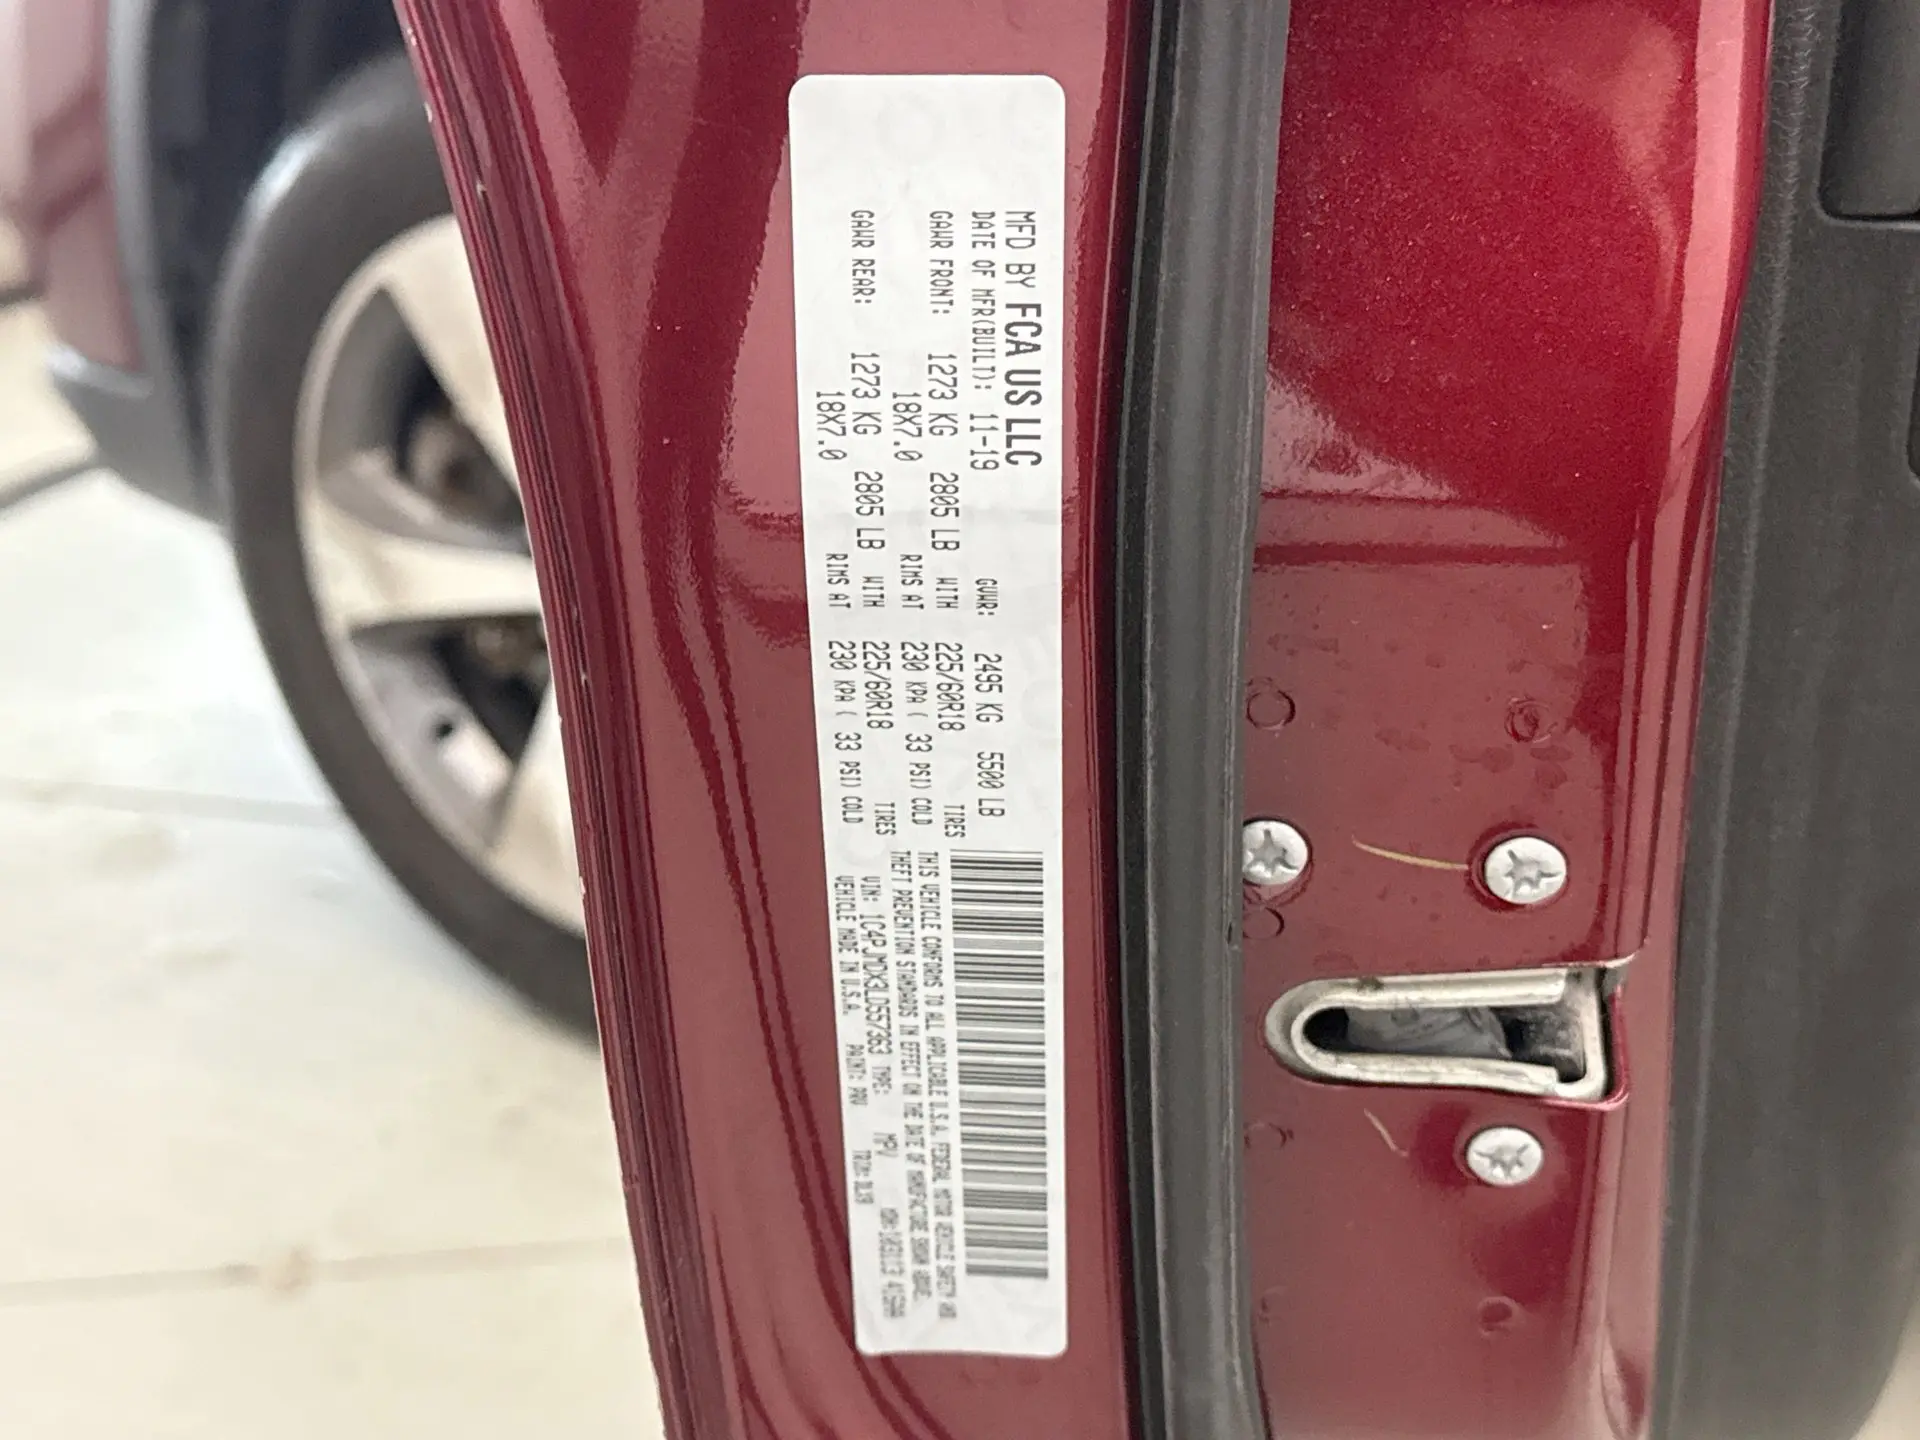 MFD BY FCA US LLC
DATE OF MFR(BUILT): 11-19 GVWR: 2495 KG 5500 LB
GAWR FRONT: 1273 KG 2805 LB WITH 225/60R18 TIRES
18X7.0 RIMS AT 230 KPA ( 33 PSI) COLD
GAWR REAR: 1273 KG 2805 LB WITH 225/60R18 TIRES
18X7.0 RIMS AT 230 KPA ( 33 PSI) COLD
THIS VEHICLE CONFORMS TO ALL APPLICABLE U.S.A. FEDERAL MOTOR VEHICLE SAFETY AND
THEFT PREVENTION STANDARDS IN EFFECT ON THE DATE OF MANUFACTURE SHOWN ABOVE.
VIN: 1C4PJMDX3LD557363 TYPE: MPV
VEHICLE MADE IN U.S.A. PAINT: PRV TRIM: